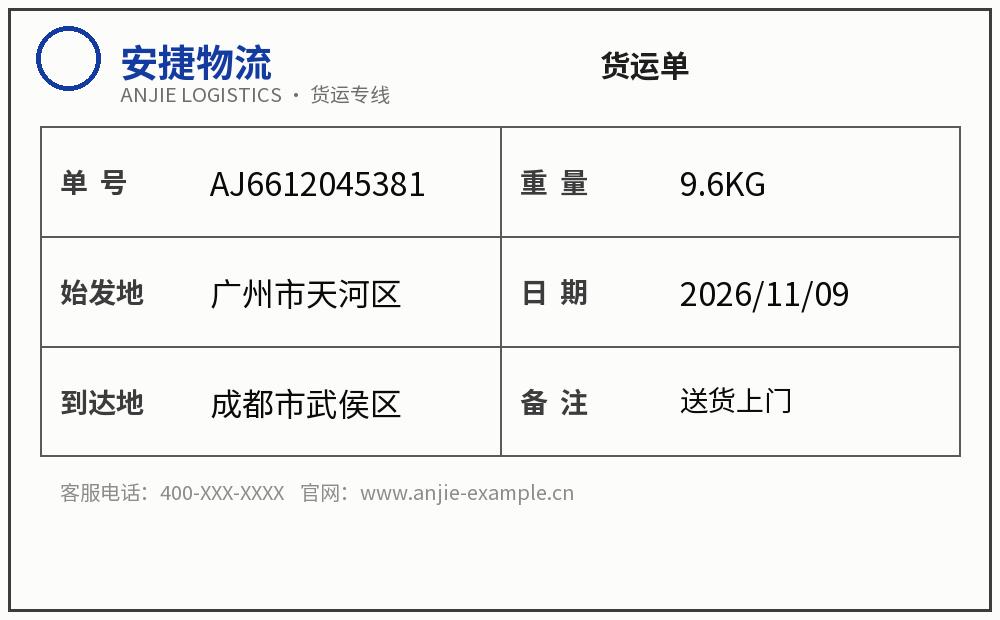 安捷物流
货运单
ANJIE LOGISTICS · 货运专线
单 号 AJ6612045381 重 量 9.6KG
始发地 广州市天河区 日 期 2026/11/09
到达地 成都市武侯区 备 注 送货上门
客服电话：400-XXX-XXXX 官网：www.anjie-example.cn